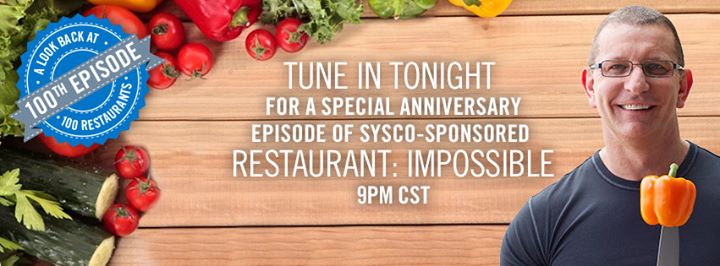 A LOOK BACK AT
100TH EPISODE
100 RESTAURANTS
TUNE IN TONIGHT
FOR A SPECIAL ANNIVERSARY
EPISODE OF SYSCO-SPONSORED
RESTAURANT: IMPOSSIBLE
9PM CST